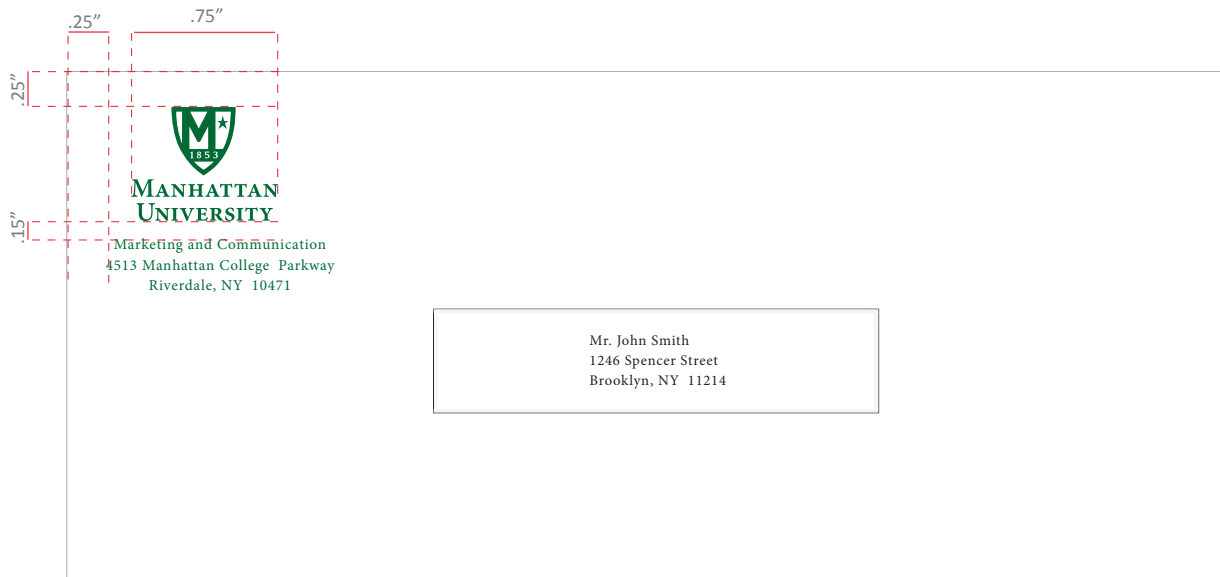 .25”
.75”
.25”
M
1853
MANHATTAN
UNIVERSITY
.15”
Marketing and Communication
4513 Manhattan College Parkway
Riverdale, NY 10471
Mr. John Smith
1246 Spencer Street
Brooklyn, NY 11214